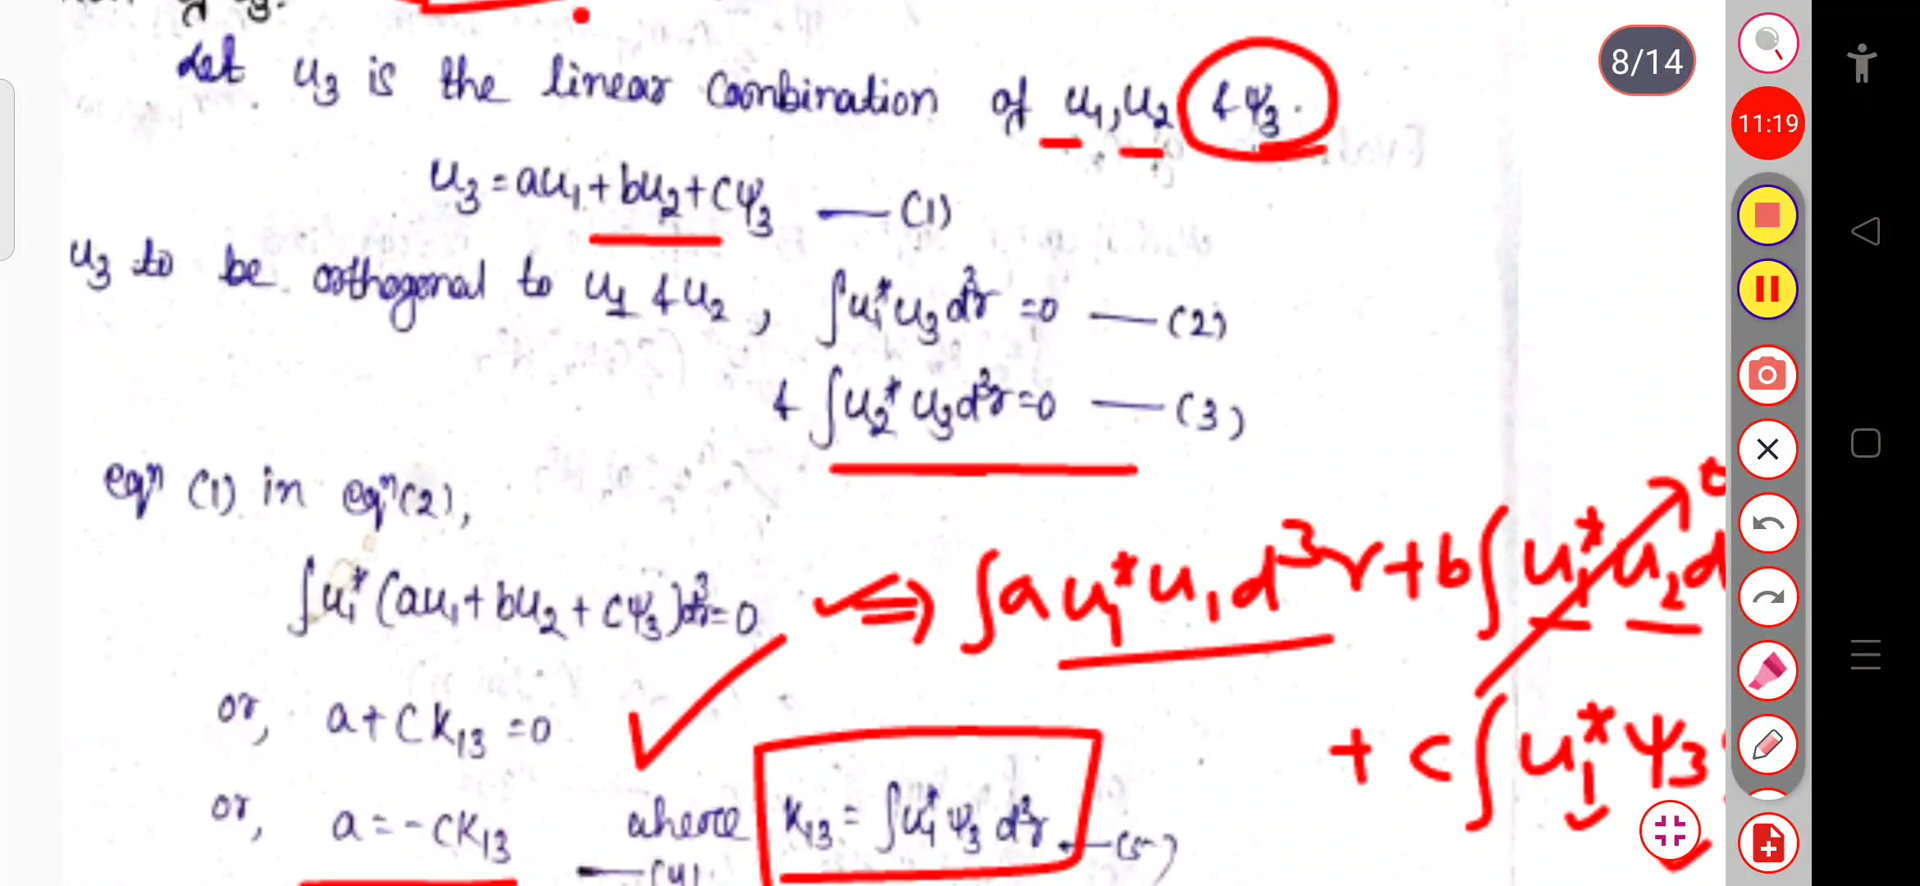 Let u₃ is the linear combination of u₁, u₂ & ψ₃.
8/14
11:19
u₃ = au₁ + bu₂ + cψ₃ — (1)
u₃ to be orthogonal to u₁ & u₂, ∫u₁* u₃ d³r = 0 — (2)
& ∫u₂* u₃ d³r = 0 — (3)
eqⁿ (1) in eqⁿ (2),
∫u₁* (au₁ + bu₂ + cψ₃) d³r = 0 ⇒ ∫a u₁* u₁ d³r + b∫u₁* u₂ d
0
+ c∫u₁* ψ₃
or, a + cK₁₃ = 0
or, a = -cK₁₃ where K₁₃ = ∫u₁* ψ₃ d³r — (5)
— (4)